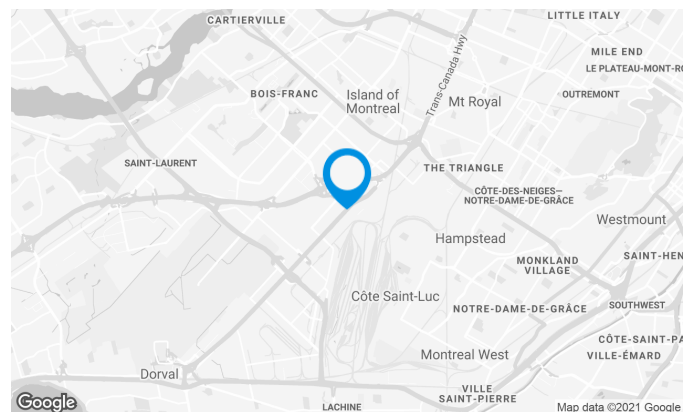 CARTIERVILLE
LITTLE ITALY
MILE END
LE PLATEAU-MONT-RO
BOIS-FRANC
Island of
Montreal
Trans-Canada Hwy
Mt Royal
OUTREMONT
SAINT-LAURENT
THE TRIANGLE
CÔTE-DES-NEIGES—
NOTRE-DAME-DE-GRÂCE
Westmount
Hampstead
MONKLAND
VILLAGE
SAINT-HEN
Côte Saint-Luc
NOTRE-DAME-DE-GRÂCE
SOUTHWEST
CÔTE-SAINT-PA
VILLE-ÉMARD
Montreal West
Dorval
VILLE
SAINT-PIERRE
LACHINE
Google
Map data ©2021 Google